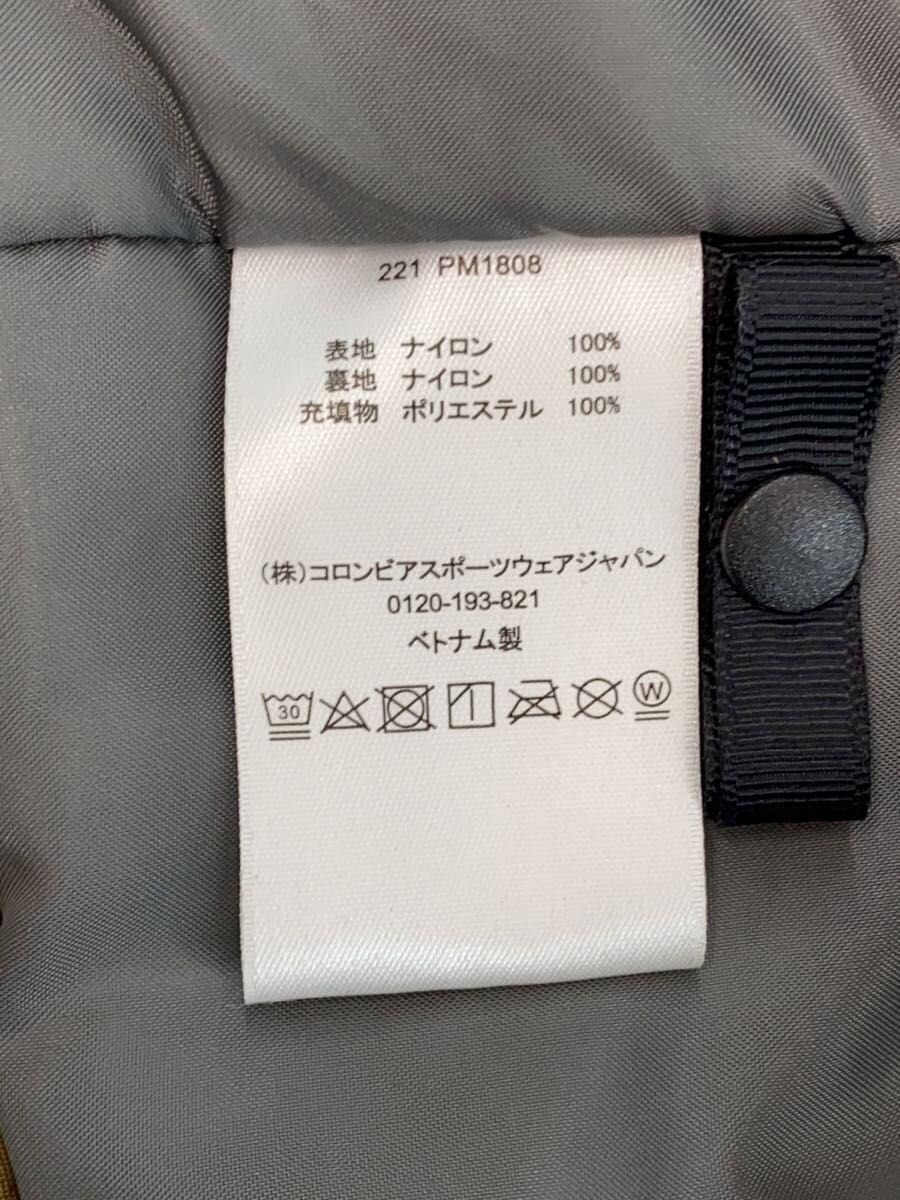 221 PM1808
表地 ナイロン 100%
裏地 ナイロン 100%
充填物 ポリエステル 100%
(株)コロンビアスポーツウェアジャパン
0120-193-821
ベトナム製
30 W